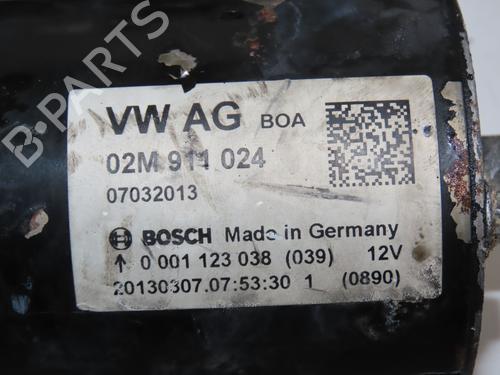 B-PARTS
VW AG BOA
02M 911 024
07032013
BOSCH Made in Germany
↑ 0 001 123 038 (039) 12V
20130307.07:53:30 1 (0890)